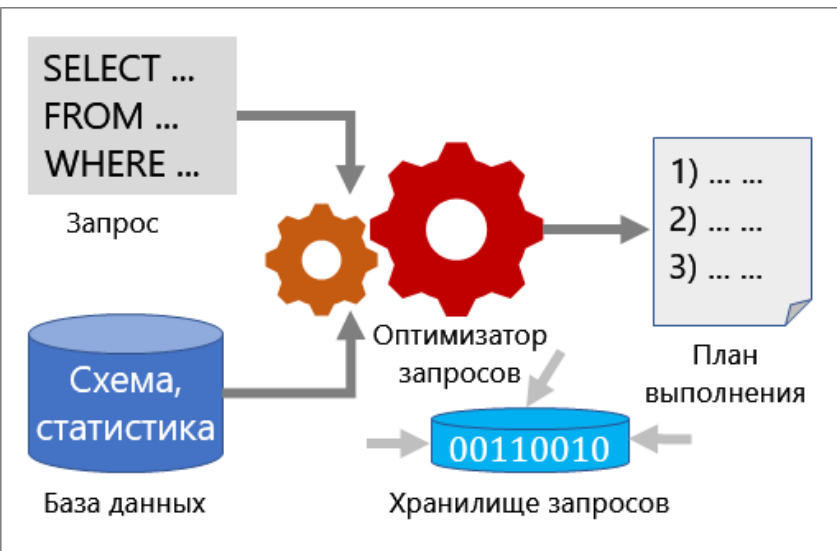 SELECT ...
FROM ...
WHERE ...
Запрос
Схема,
статистика
База данных
Оптимизатор
запросов
1) ... ...
2) ... ...
3) ... ...
План
выполнения
00110010
Хранилище запросов